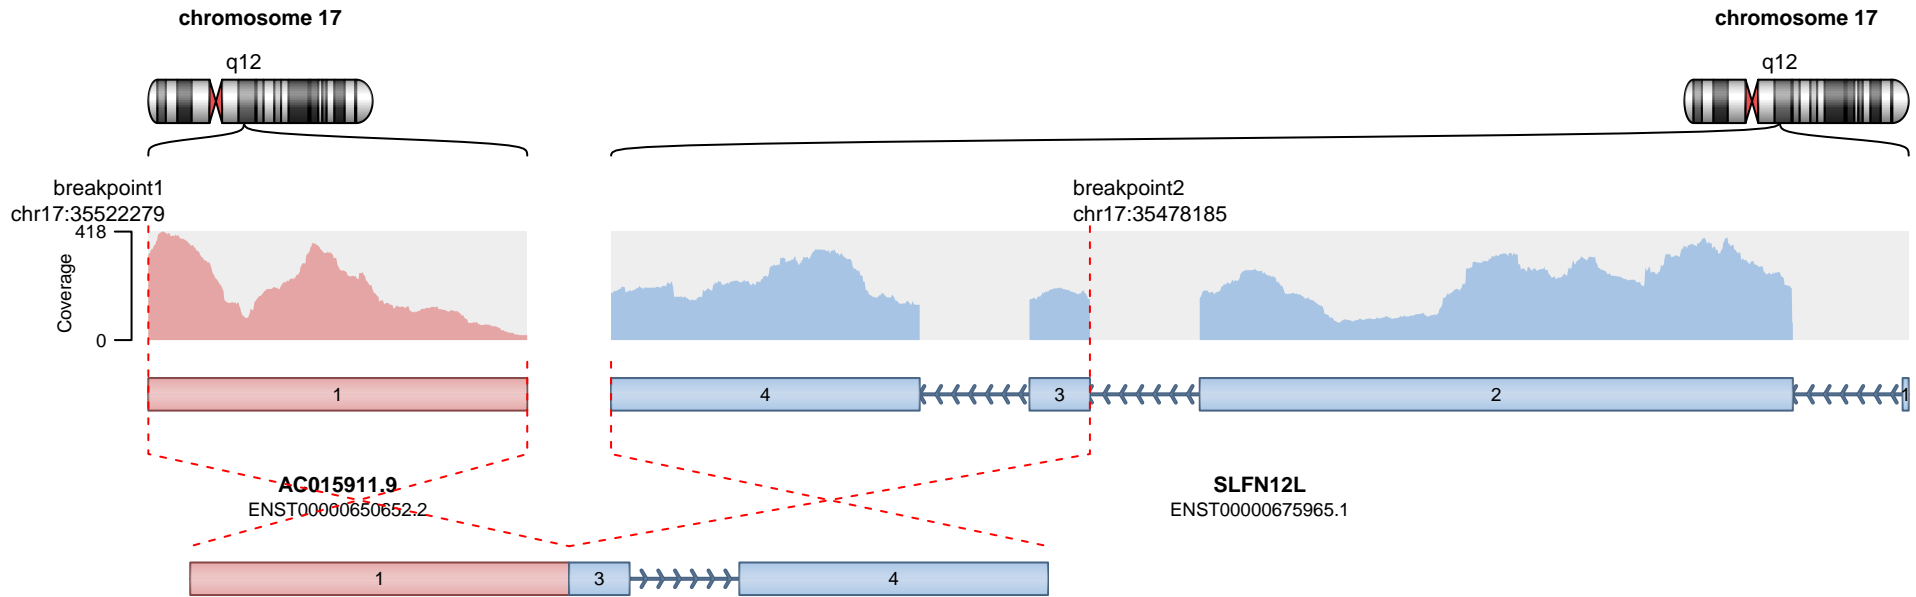 chromosome 17
chromosome 17
q12
q12
breakpoint1
chr17:35522279
breakpoint2
chr17:35478185
418
Coverage
0
1
4
3
2
1
AC015911.9
ENST00000650652.2
SLFN12L
ENST00000675965.1
1
3
4